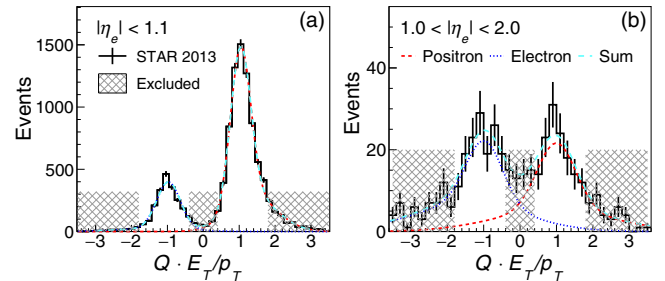 |η_e| < 1.1
(a)
STAR 2013
Excluded
Events
1500
1000
500
0
−3 −2 −1 0 1 2 3
Q · E_T/p_T
1.0 < |η_e| < 2.0
(b)
Positron Electron Sum
Events
40
20
0
−3 −2 −1 0 1 2 3
Q · E_T/p_T